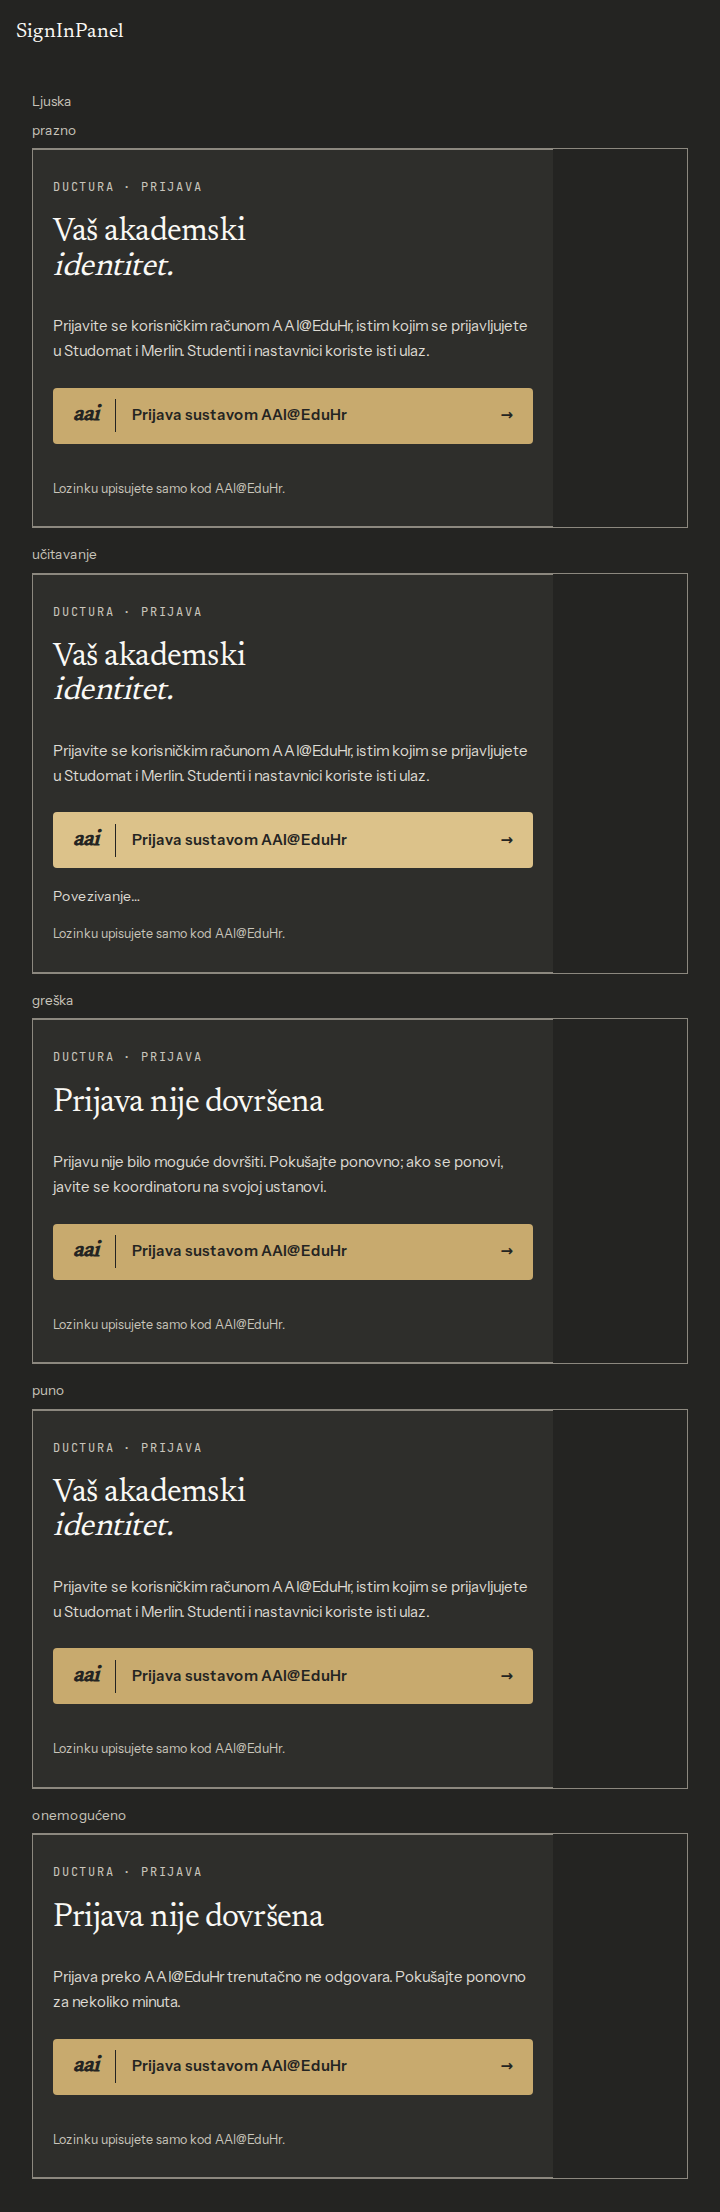 SignInPanel
Ljuska
prazno
DUCTURA · PRIJAVA
Vaš akademski
identitet.
Prijavite se korisničkim računom AAI@EduHr, istim kojim se prijavljujete
u Studomat i Merlin. Studenti i nastavnici koriste isti ulaz.
aai Prijava sustavom AAI@EduHr →
Lozinku upisujete samo kod AAI@EduHr.
učitavanje
DUCTURA · PRIJAVA
Vaš akademski
identitet.
Prijavite se korisničkim računom AAI@EduHr, istim kojim se prijavljujete
u Studomat i Merlin. Studenti i nastavnici koriste isti ulaz.
aai Prijava sustavom AAI@EduHr →
Povezivanje…
Lozinku upisujete samo kod AAI@EduHr.
greška
DUCTURA · PRIJAVA
Prijava nije dovršena
Prijavu nije bilo moguće dovršiti. Pokušajte ponovno; ako se ponovi,
javite se koordinatoru na svojoj ustanovi.
aai Prijava sustavom AAI@EduHr →
Lozinku upisujete samo kod AAI@EduHr.
puno
DUCTURA · PRIJAVA
Vaš akademski
identitet.
Prijavite se korisničkim računom AAI@EduHr, istim kojim se prijavljujete
u Studomat i Merlin. Studenti i nastavnici koriste isti ulaz.
aai Prijava sustavom AAI@EduHr →
Lozinku upisujete samo kod AAI@EduHr.
onemogućeno
DUCTURA · PRIJAVA
Prijava nije dovršena
Prijava preko AAI@EduHr trenutačno ne odgovara. Pokušajte ponovno
za nekoliko minuta.
aai Prijava sustavom AAI@EduHr →
Lozinku upisujete samo kod AAI@EduHr.